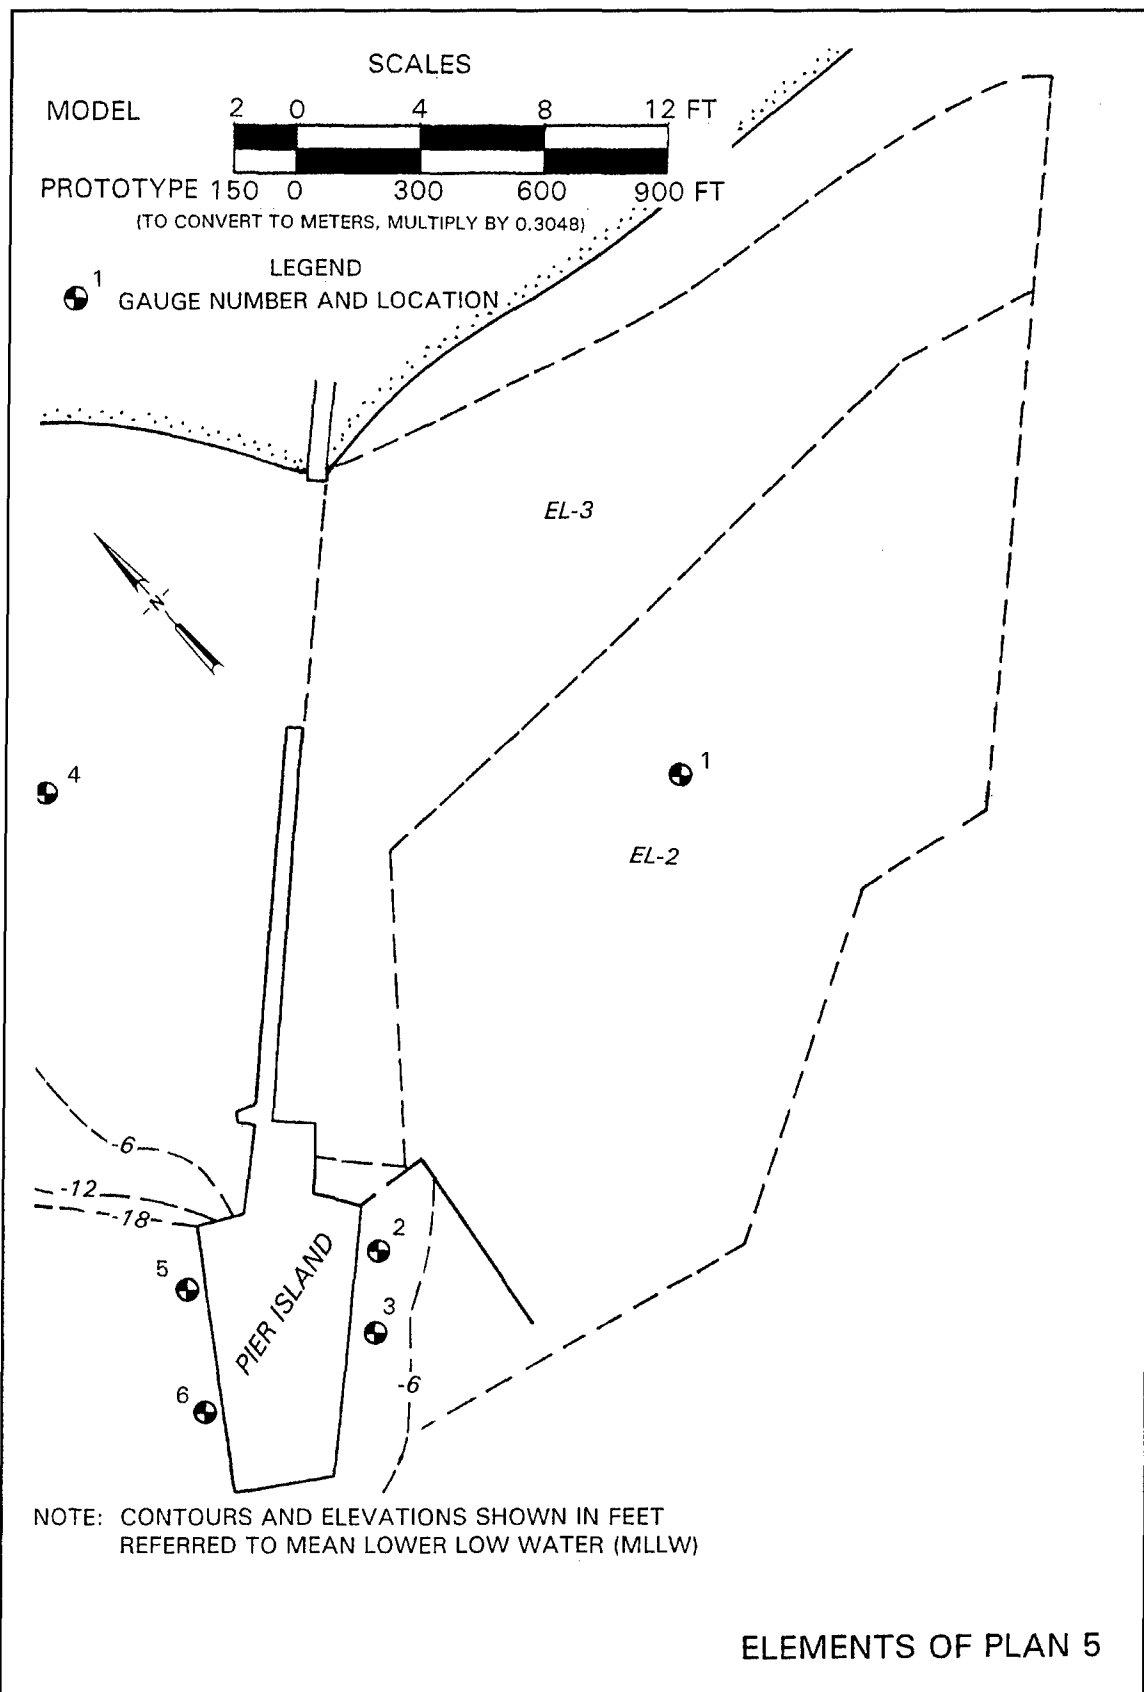 SCALES
MODEL 2 0 4 8 12 FT
PROTOTYPE 150 0 300 600 900 FT
(TO CONVERT TO METERS, MULTIPLY BY 0.3048)
LEGEND
1
GAUGE NUMBER AND LOCATION
EL-3
N
4
1
EL-2
-6
-12
-18
2
5
PIER ISLAND
3
-6
6
NOTE: CONTOURS AND ELEVATIONS SHOWN IN FEET
REFERRED TO MEAN LOWER LOW WATER (MLLW)
ELEMENTS OF PLAN 5